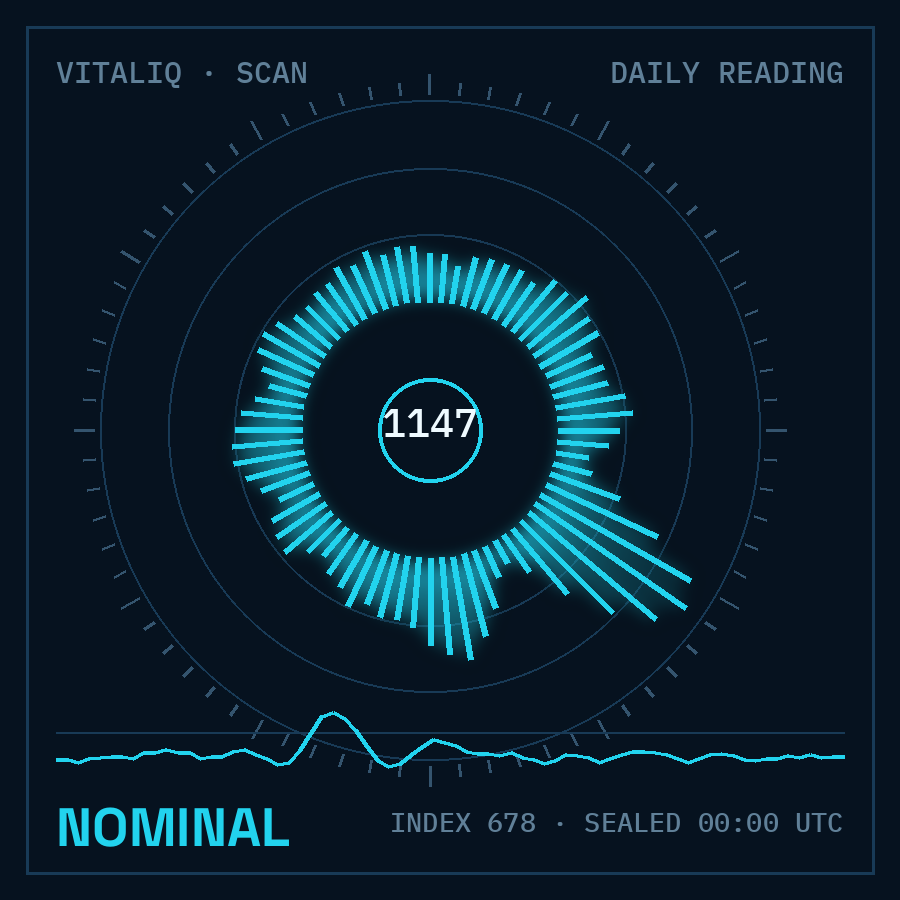 VITALIQ · SCAN
DAILY READING
1147
NOMINAL
INDEX 678 · SEALED 00:00 UTC